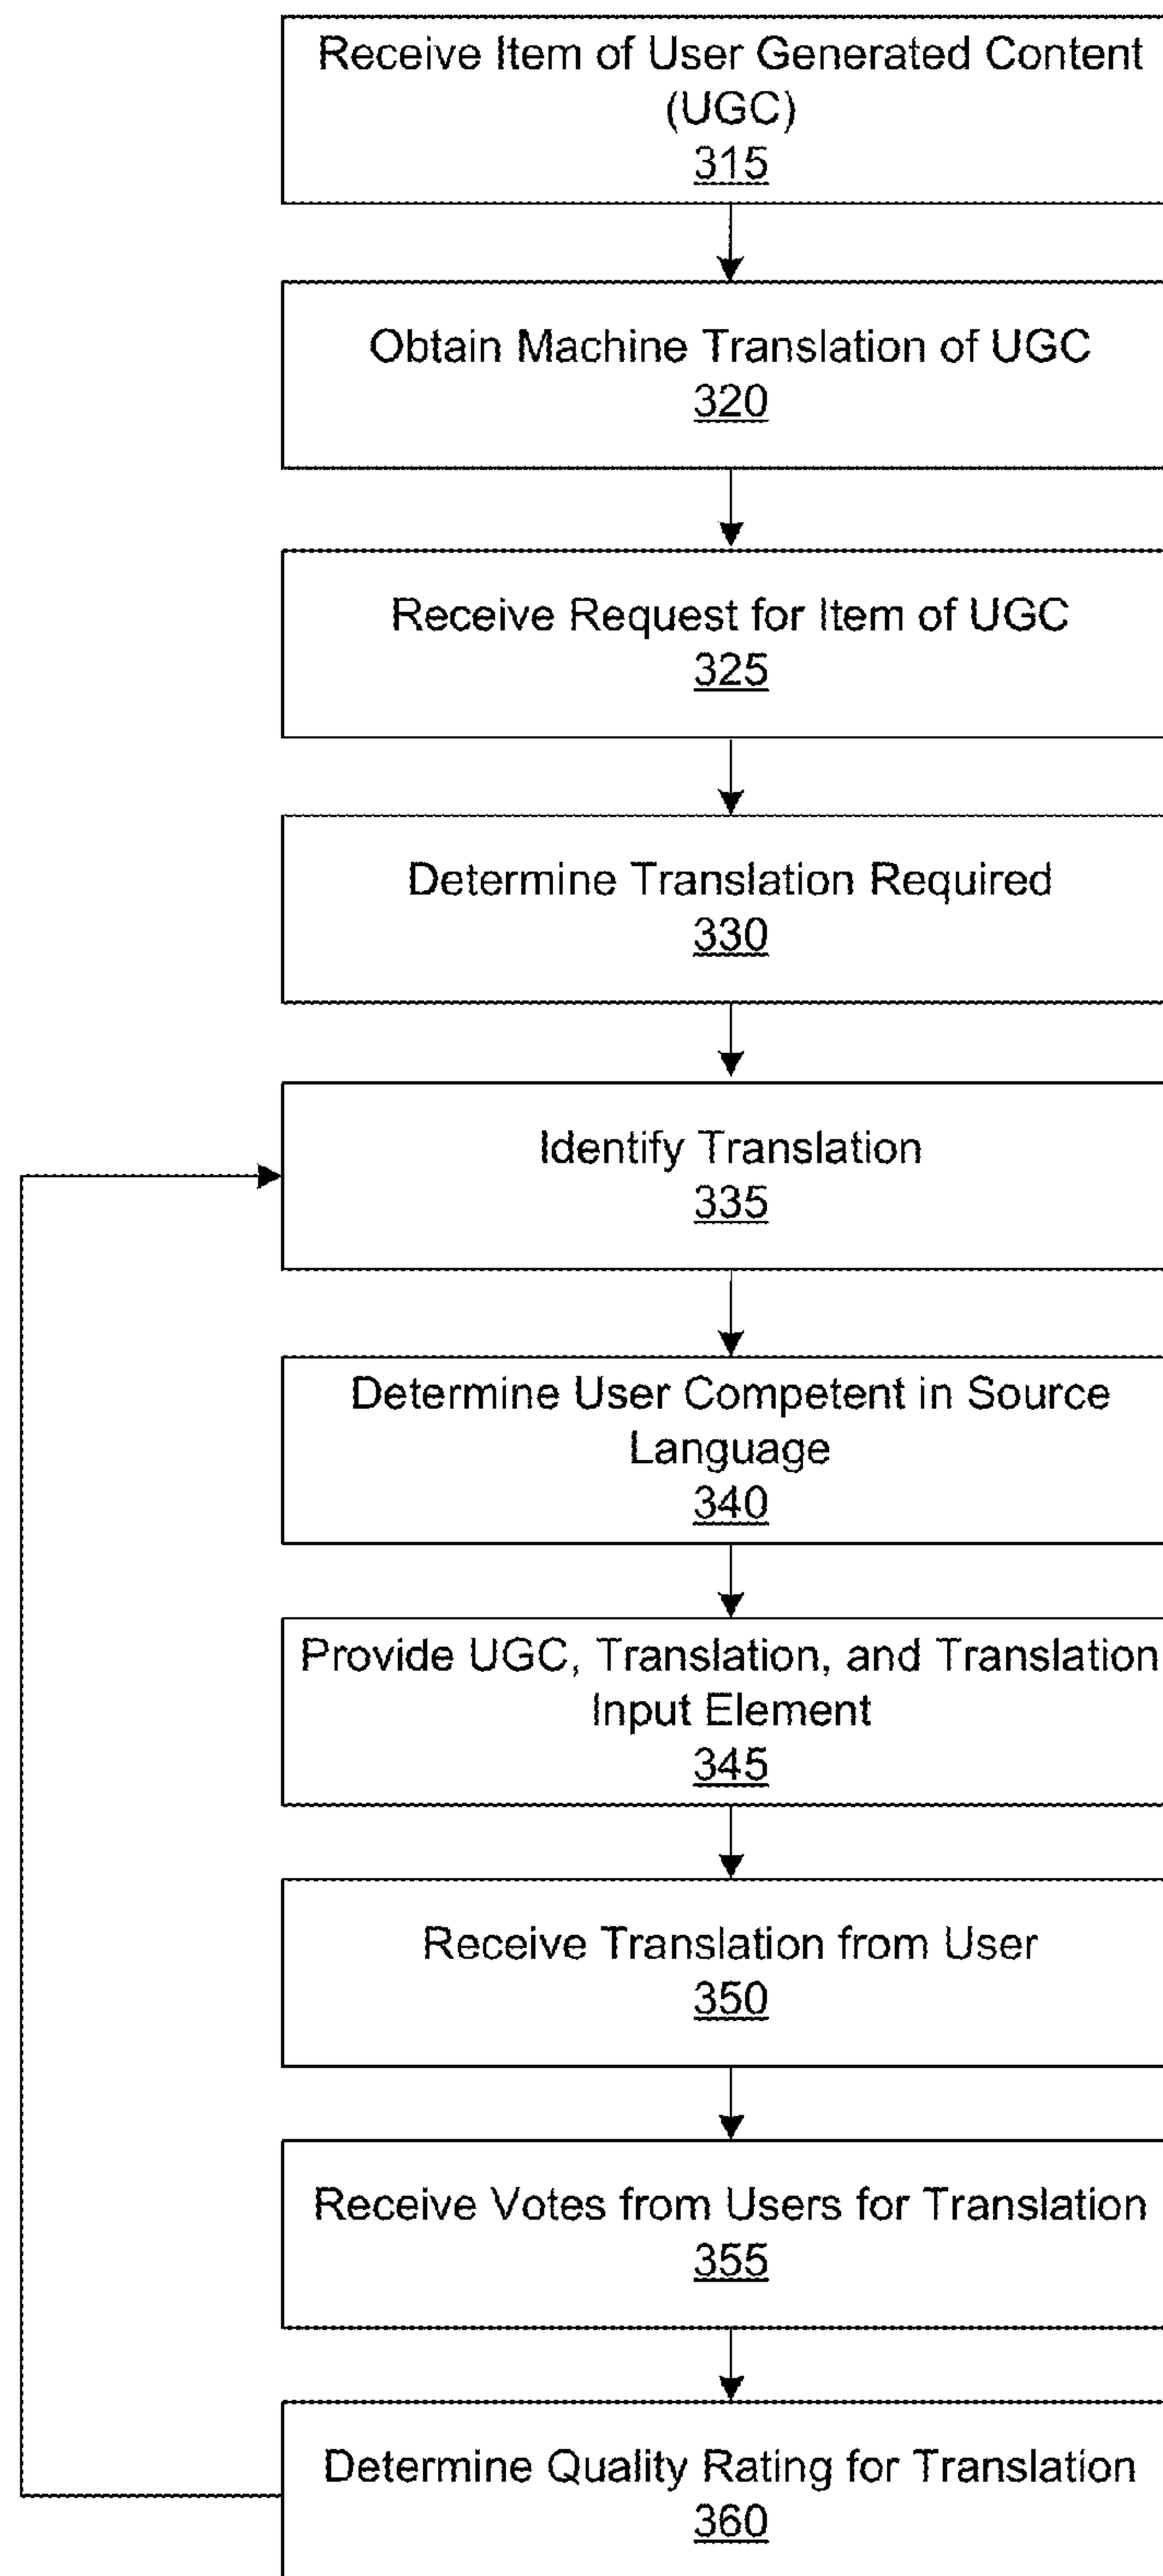 Receive Item of User Generated Content
(UGC)
315
Obtain Machine Translation of UGC
320
Receive Request for Item of UGC
325
Determine Translation Required
330
Identify Translation
335
Determine User Competent in Source
Language
340
Provide UGC, Translation, and Translation
Input Element
345
Receive Translation from User
350
Receive Votes from Users for Translation
355
Determine Quality Rating for Translation
360